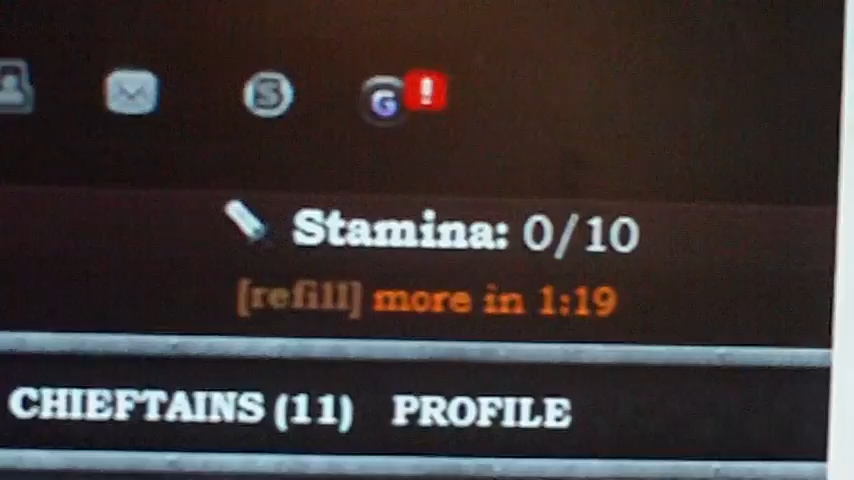 S G !
Stamina: 0/10
[refill] more in 1:19
CHIEFTAINS (11) PROFILE